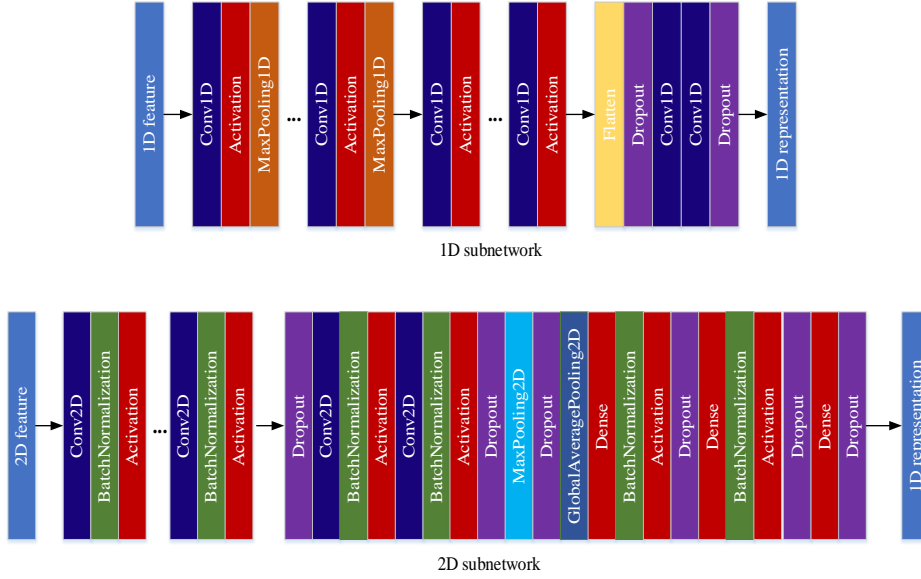 1D feature
Conv1D
Activation
MaxPooling1D
...
Conv1D
Activation
MaxPooling1D
Conv1D
Activation
...
Conv1D
Activation
Flatten
Dropout
Conv1D
Conv1D
Dropout
1D representation
1D subnetwork
2D feature
Conv2D
BatchNormalization
Activation
...
Conv2D
BatchNormalization
Activation
Dropout
Conv2D
BatchNormalization
Activation
Conv2D
BatchNormalization
Activation
Dropout
MaxPooling2D
Dropout
GlobalAveragePooling2D
Dense
BatchNormalization
Activation
Dropout
Dense
BatchNormalization
Activation
Dropout
Dense
Dropout
1D representation
2D subnetwork